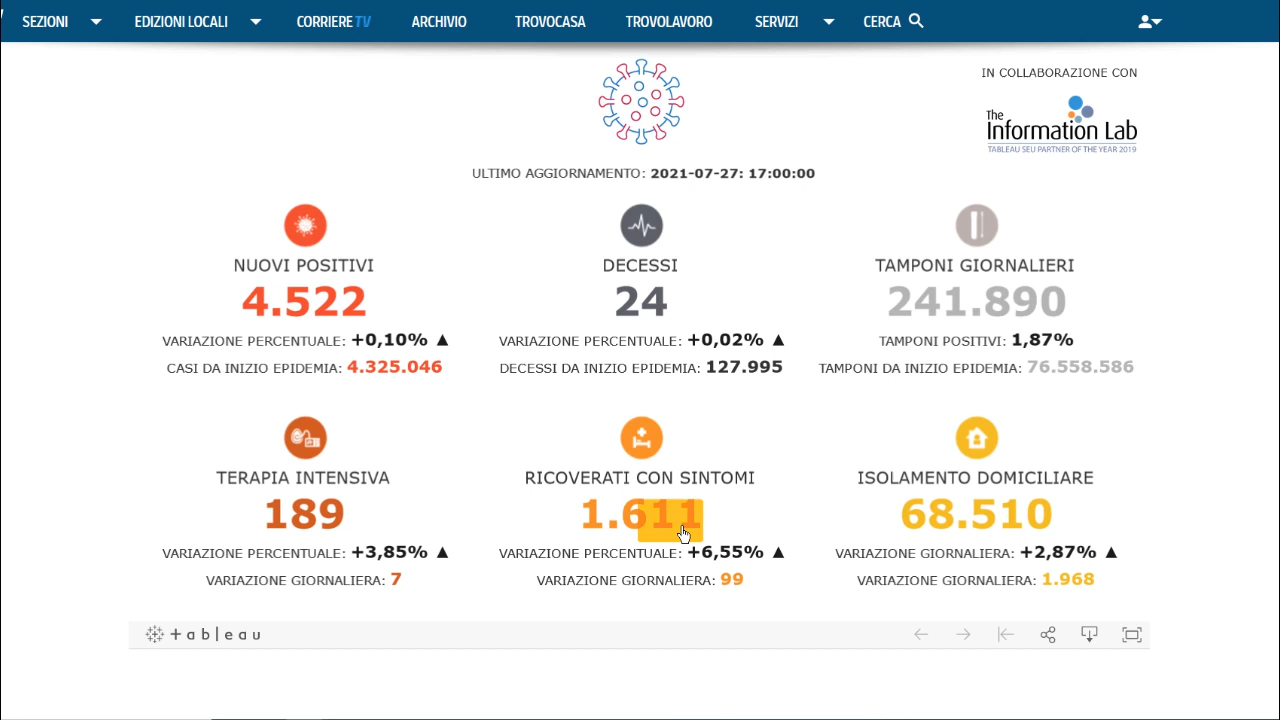 SEZIONI EDIZIONI LOCALI CORRIERE TV ARCHIVIO TROVOCASA TROVOLAVORO SERVIZI CERCA
IN COLLABORAZIONE CON
The
Information Lab
TABLEAU SEU PARTNER OF THE YEAR 2019
ULTIMO AGGIORNAMENTO: 2021-07-27: 17:00:00
NUOVI POSITIVI DECESSI TAMPONI GIORNALIERI
4.522 24 241.890
VARIAZIONE PERCENTUALE: +0,10% ▲ VARIAZIONE PERCENTUALE: +0,02% ▲ TAMPONI POSITIVI: 1,87%
CASI DA INIZIO EPIDEMIA: 4.325.046 DECESSI DA INIZIO EPIDEMIA: 127.995 TAMPONI DA INIZIO EPIDEMIA: 76.558.586
TERAPIA INTENSIVA RICOVERATI CON SINTOMI ISOLAMENTO DOMICILIARE
189 1.611 68.510
VARIAZIONE PERCENTUALE: +3,85% ▲ VARIAZIONE PERCENTUALE: +6,55% ▲ VARIAZIONE GIORNALIERA: +2,87% ▲
VARIAZIONE GIORNALIERA: 7 VARIAZIONE GIORNALIERA: 99 VARIAZIONE GIORNALIERA: 1.968
+ableau